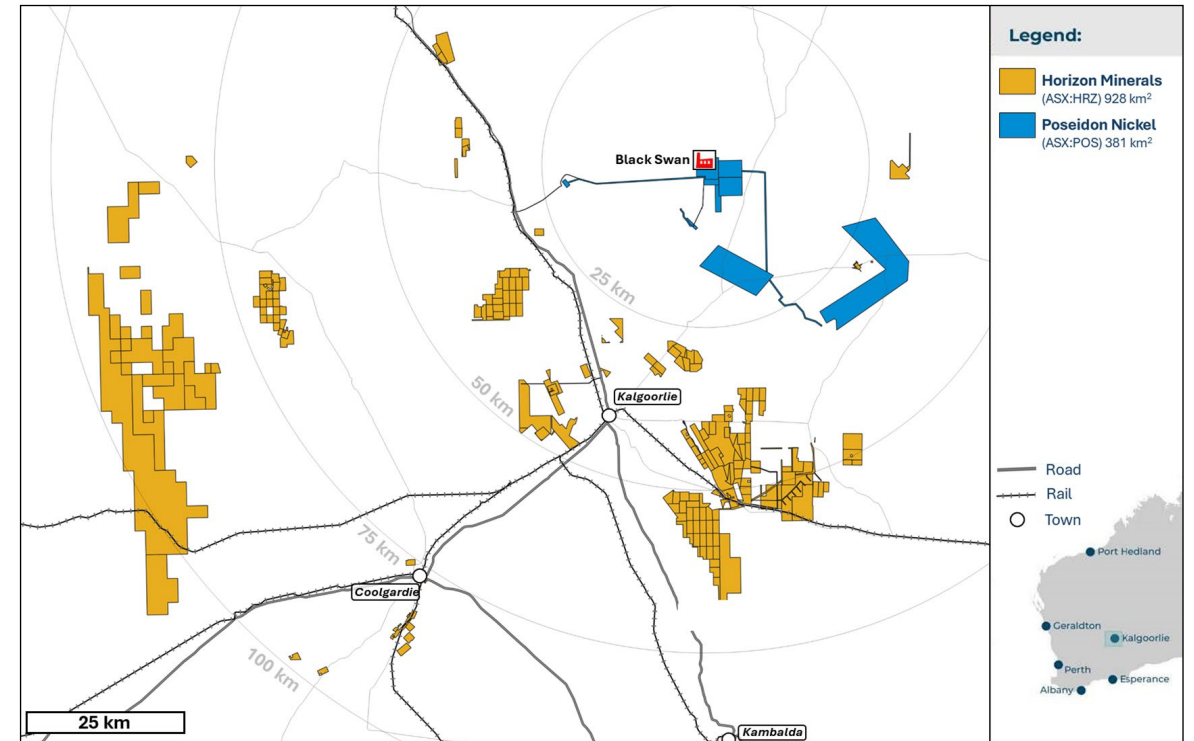 Legend:
Horizon Minerals
(ASX:HRZ) 928 km²
Poseidon Nickel
(ASX:POS) 381 km²
Black Swan
25 km
50 km
Kalgoorlie
75 km
Coolgardie
100 km
25 km
Kambalda
Road
Rail
Town
Port Hedland
Geraldton
Kalgoorlie
Perth
Esperance
Albany